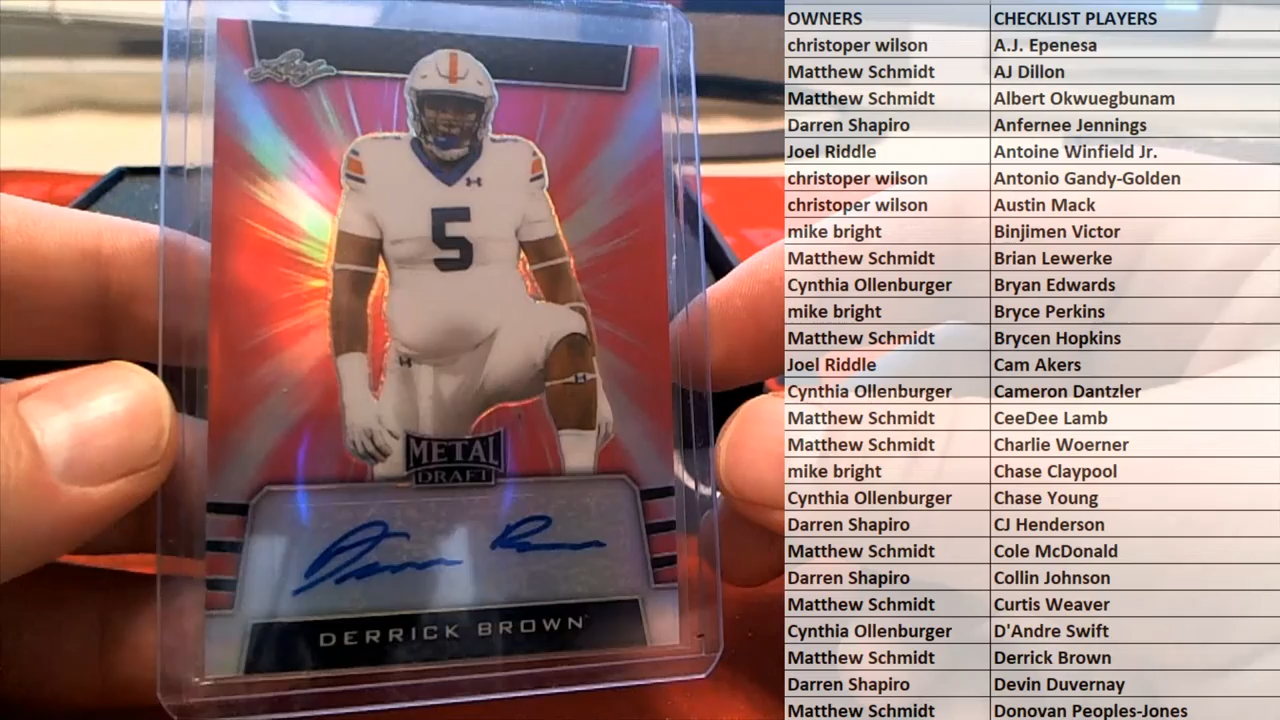 Leaf
5
METAL
DRAFT
DERRICK BROWN
OWNERS CHECKLIST PLAYERS
christoper wilson A.J. Epenesa
Matthew Schmidt AJ Dillon
Matthew Schmidt Albert Okwuegbunam
Darren Shapiro Anfernee Jennings
Joel Riddle Antoine Winfield Jr.
christoper wilson Antonio Gandy-Golden
christoper wilson Austin Mack
mike bright Binjimen Victor
Matthew Schmidt Brian Lewerke
Cynthia Ollenburger Bryan Edwards
mike bright Bryce Perkins
Matthew Schmidt Brycen Hopkins
Joel Riddle Cam Akers
Cynthia Ollenburger Cameron Dantzler
Matthew Schmidt CeeDee Lamb
Matthew Schmidt Charlie Woerner
mike bright Chase Claypool
Cynthia Ollenburger Chase Young
Darren Shapiro CJ Henderson
Matthew Schmidt Cole McDonald
Darren Shapiro Collin Johnson
Matthew Schmidt Curtis Weaver
Cynthia Ollenburger D'Andre Swift
Matthew Schmidt Derrick Brown
Darren Shapiro Devin Duvernay
Matthew Schmidt Donovan Peoples-Jones